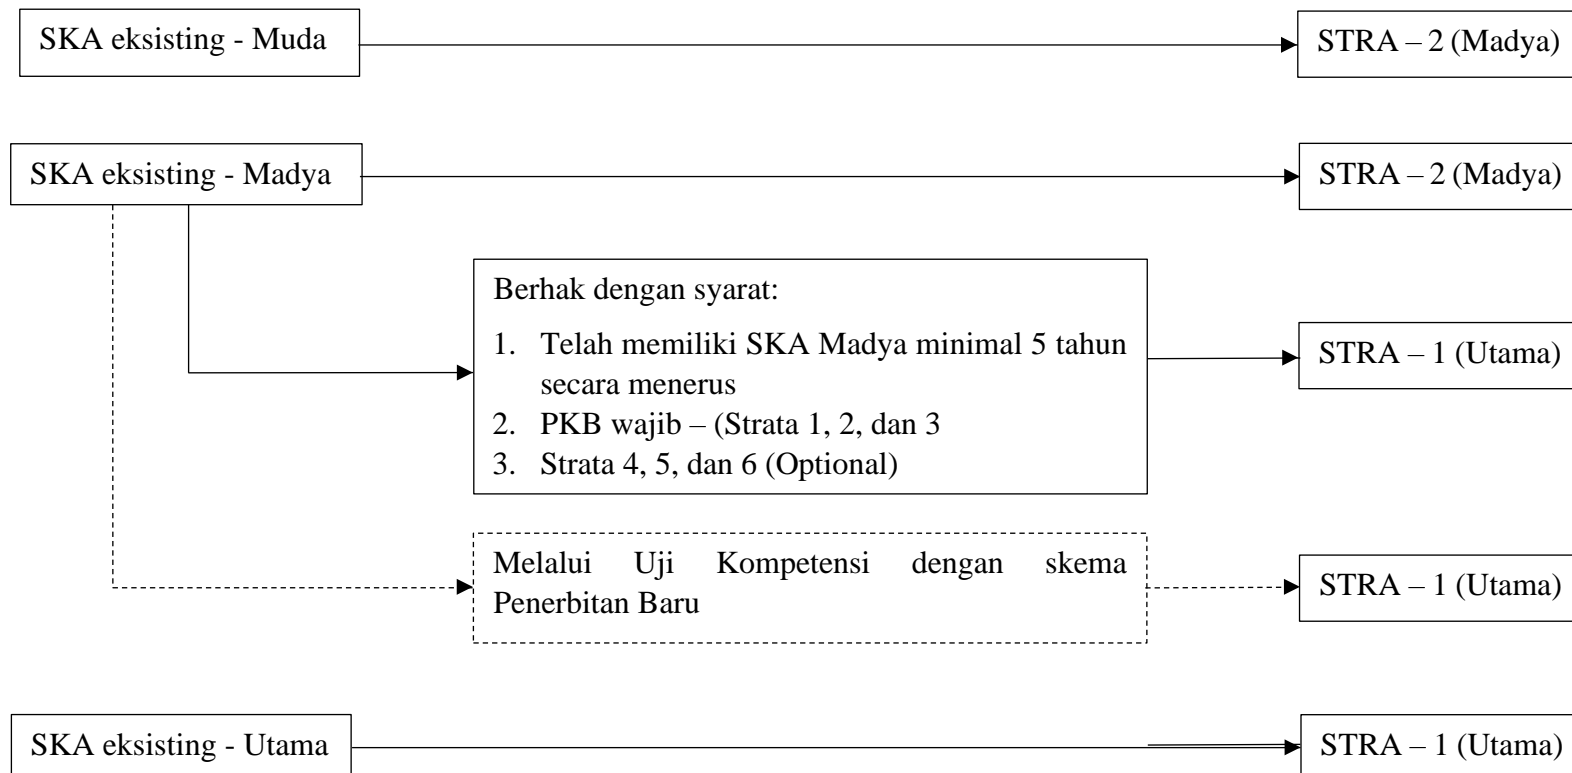 SKA eksisting - Muda
STRA – 2 (Madya)
SKA eksisting - Madya
STRA – 2 (Madya)
Berhak dengan syarat:
1. Telah memiliki SKA Madya minimal 5 tahun
secara menerus
2. PKB wajib – (Strata 1, 2, dan 3
3. Strata 4, 5, dan 6 (Optional)
STRA – 1 (Utama)
Melalui Uji Kompetensi dengan skema
Penerbitan Baru
STRA – 1 (Utama)
SKA eksisting - Utama
STRA – 1 (Utama)